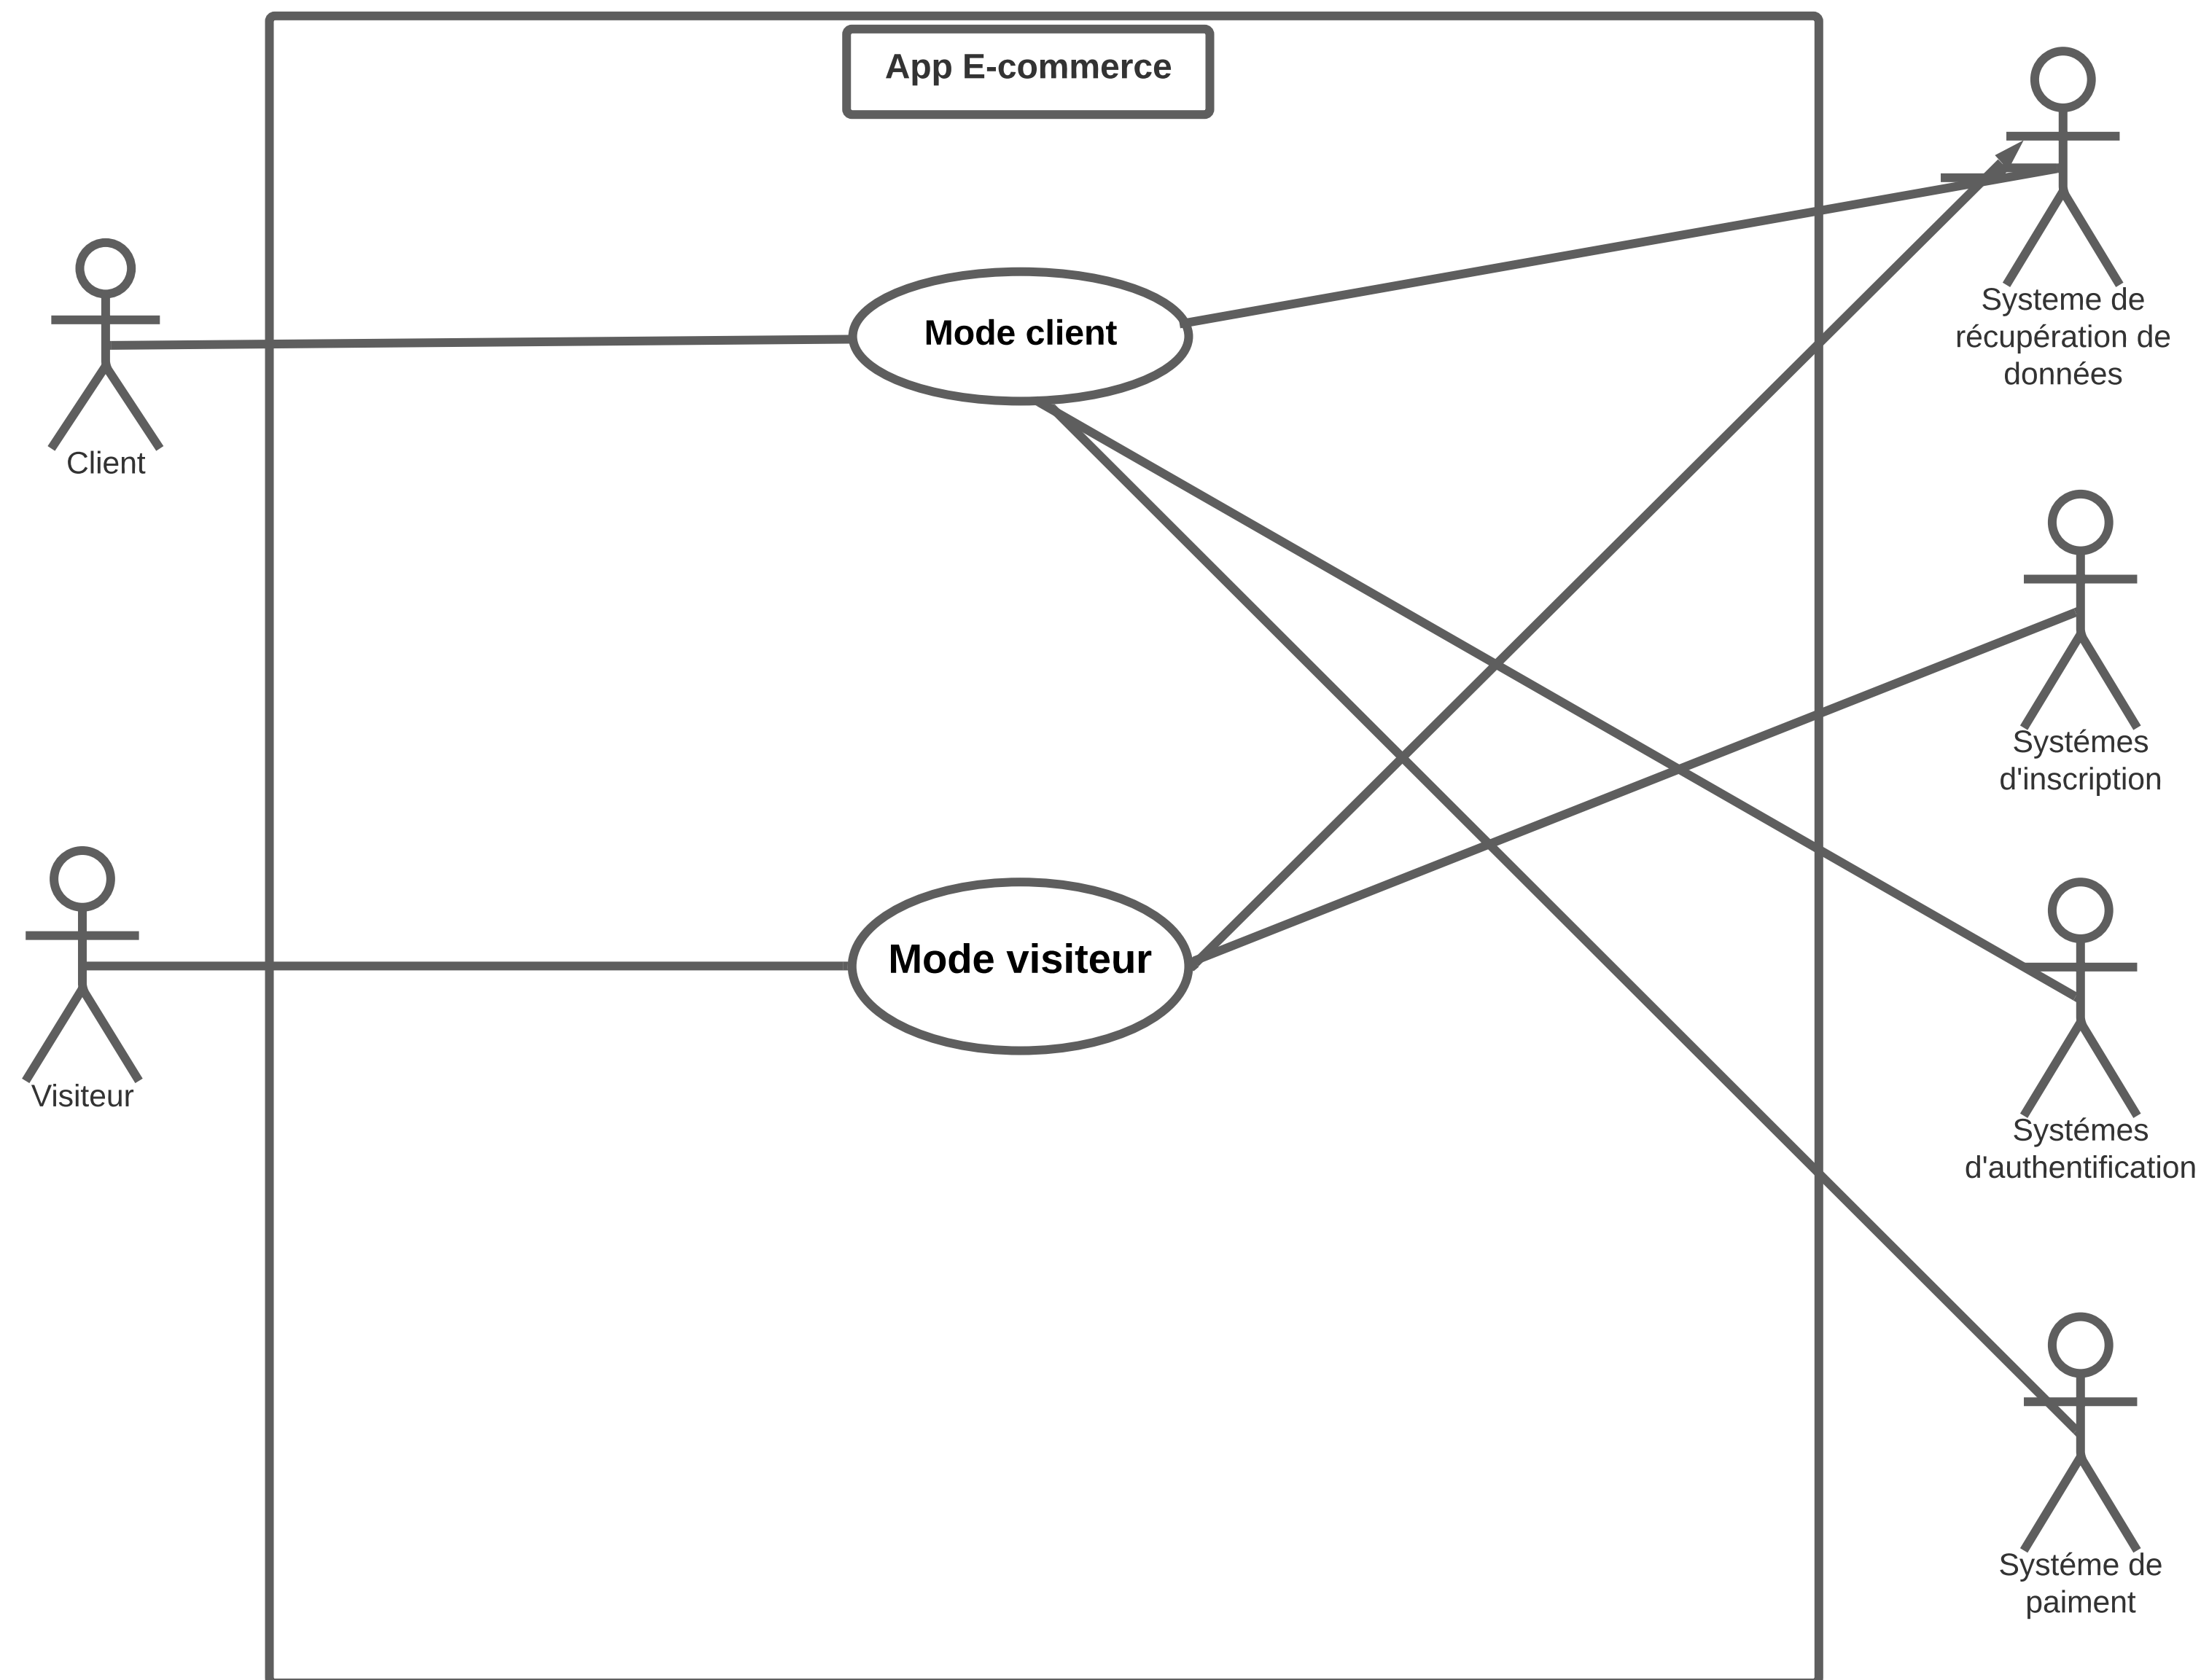 App E-commerce
Systeme de
récupération de
données
Mode client
Client
Systémes
d'inscription
Mode visiteur
Visiteur
Systémes
d'authentification
Systéme de
paiment